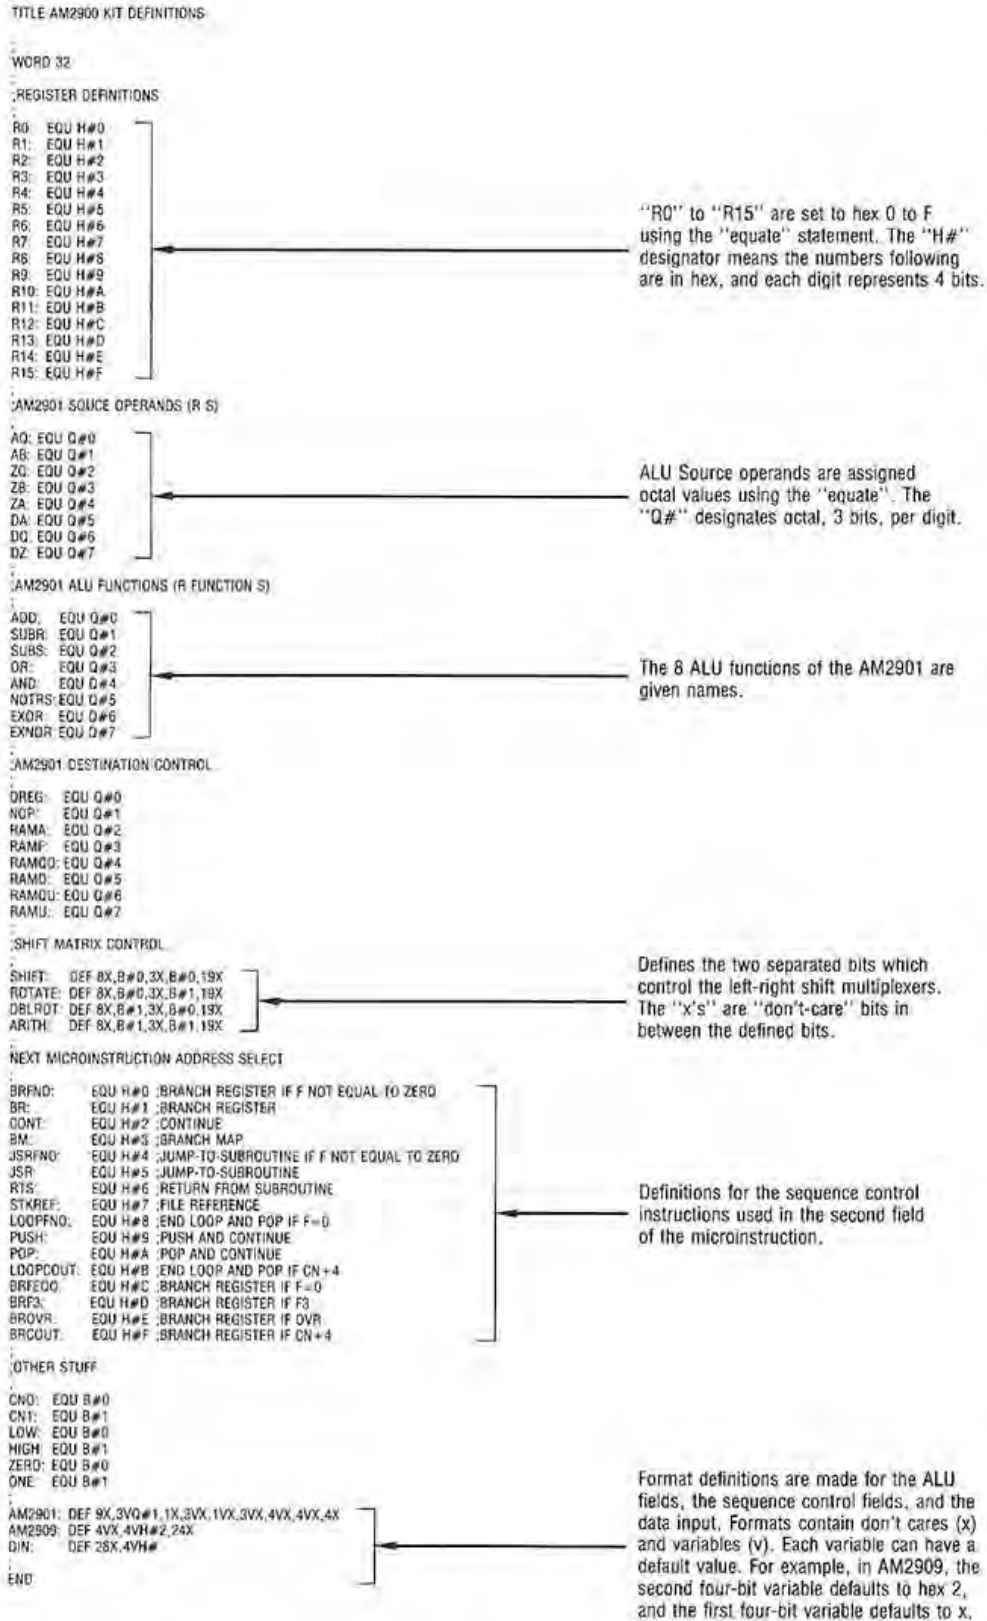 TITLE AM2900 KIT DEFINITIONS
;
WORD 32
;
;REGISTER DEFINITIONS
;
R0: EQU H#0
R1: EQU H#1
R2: EQU H#2
R3: EQU H#3
R4: EQU H#4
R5: EQU H#5
R6: EQU H#6
R7: EQU H#7
R8: EQU H#8
R9: EQU H#9
R10: EQU H#A
R11: EQU H#B
R12: EQU H#C
R13: EQU H#D
R14: EQU H#E
R15: EQU H#F
"R0" to "R15" are set to hex 0 to F
using the "equate" statement. The "H#"
designator means the numbers following
are in hex, and each digit represents 4 bits.
;
;AM2901 SOUCE OPERANDS (R S)
;
AQ: EQU Q#0
AB: EQU Q#1
ZQ: EQU Q#2
ZB: EQU Q#3
ZA: EQU Q#4
DA: EQU Q#5
DQ: EQU Q#6
DZ: EQU Q#7
ALU Source operands are assigned
octal values using the "equate". The
"Q#" designates octal, 3 bits, per digit.
;
;AM2901 ALU FUNCTIONS (R FUNCTION S)
;
ADD: EQU Q#0
SUBR: EQU Q#1
SUBS: EQU Q#2
OR: EQU Q#3
AND: EQU Q#4
NOTRS: EQU Q#5
EXOR: EQU Q#6
EXNOR: EQU Q#7
The 8 ALU functions of the AM2901 are
given names.
;
;AM2901 DESTINATION CONTROL
;
QREG: EQU Q#0
NOP: EQU Q#1
RAMA: EQU Q#2
RAMF: EQU Q#3
RAMQD: EQU Q#4
RAMD: EQU Q#5
RAMQU: EQU Q#6
RAMU: EQU Q#7
;
;SHIFT MATRIX CONTROL
;
SHIFT: DEF 8X,B#0,3X,B#0,19X
ROTATE: DEF 8X,B#0,3X,B#1,19X
DBLROT: DEF 8X,B#1,3X,B#0,19X
ARITH: DEF 8X,B#1,3X,B#1,19X
Defines the two separated bits which
control the left-right shift multiplexers.
The "x's" are "don't-care" bits in
between the defined bits.
;
NEXT MICROINSTRUCTION ADDRESS SELECT
;
BRFNO: EQU H#0 ;BRANCH REGISTER IF F NOT EQUAL TO ZERO
BR: EQU H#1 ;BRANCH REGISTER
CONT: EQU H#2 ;CONTINUE
BM: EQU H#3 ;BRANCH MAP
JSRFNO: EQU H#4 ;JUMP-TO-SUBROUTINE IF F NOT EQUAL TO ZERO
JSR: EQU H#5 ;JUMP-TO-SUBROUTINE
RTS: EQU H#6 ;RETURN FROM SUBROUTINE
STKREF: EQU H#7 ;FILE REFERENCE
LOOPFNO: EQU H#8 ;END LOOP AND POP IF F=0
PUSH: EQU H#9 ;PUSH AND CONTINUE
POP: EQU H#A ;POP AND CONTINUE
LOOPCOUT: EQU H#B ;END LOOP AND POP IF CN+4
BRFEQO: EQU H#C ;BRANCH REGISTER IF F=0
BRF3: EQU H#D ;BRANCH REGISTER IF F3
BROVR: EQU H#E ;BRANCH REGISTER IF OVR
BRCOUT: EQU H#F ;BRANCH REGISTER IF CN+4
Definitions for the sequence control
instructions used in the second field
of the microinstruction.
;
;OTHER STUFF
;
CN0: EQU B#0
CN1: EQU B#1
LOW: EQU B#0
HIGH: EQU B#1
ZERO: EQU B#0
ONE: EQU B#1
;
AM2901: DEF 9X,3VQ#1,1X,3VX,1VX,3VX,4VX,4VX,4X
AM2909: DEF 4VX,4VH#2,24X
DIN: DEF 28X,4VH#
;
END
Format definitions are made for the ALU
fields, the sequence control fields, and the
data input. Formats contain don't cares (x)
and variables (v). Each variable can have a
default value. For example, in AM2909, the
second four-bit variable defaults to hex 2,
and the first four-bit variable defaults to x.